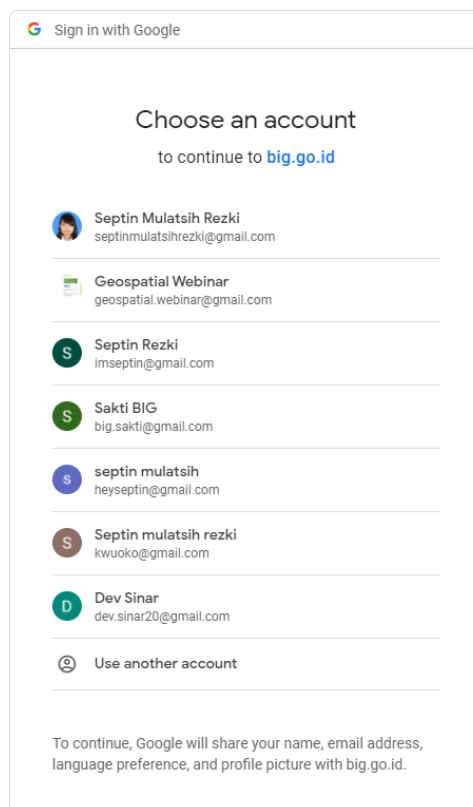 Sign in with Google
Choose an account
to continue to big.go.id
Septin Mulatsih Rezki
septinmulatsihrezki@gmail.com
Geospatial Webinar
geospatial.webinar@gmail.com
S
Septin Rezki
imseptin@gmail.com
S
Sakti BIG
big.sakti@gmail.com
s
septin mulatsih
heyseptin@gmail.com
S
Septin mulatsih rezki
kwuoko@gmail.com
D
Dev Sinar
dev.sinar20@gmail.com
Use another account
To continue, Google will share your name, email address,
language preference, and profile picture with big.go.id.